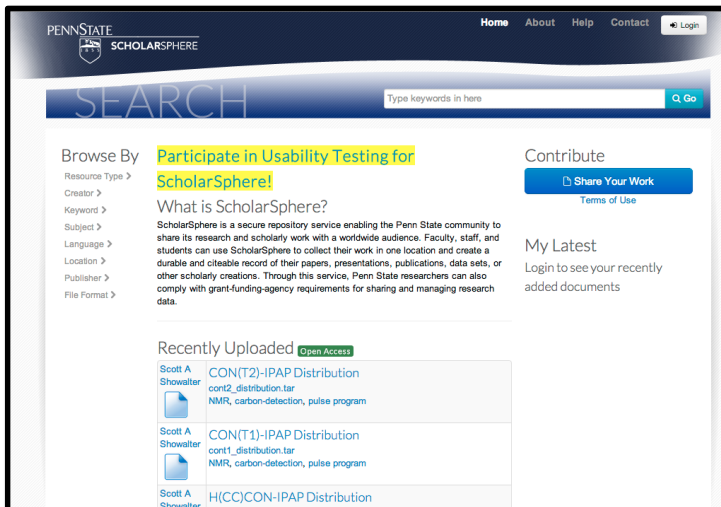 PENNSTATE
1855
SCHOLARSPHERE
Home About Help Contact Login
SEARCH
Type keywords in here
Go
Browse By
Resource Type
Creator
Keyword
Subject
Language
Location
Publisher
File Format
Participate in Usability Testing for
ScholarSphere!
What is ScholarSphere?
ScholarSphere is a secure repository service enabling the Penn State community to
share its research and scholarly work with a worldwide audience. Faculty, staff, and
students can use ScholarSphere to collect their work in one location and create a
durable and citeable record of their papers, presentations, publications, data sets, or
other scholarly creations. Through this service, Penn State researchers can also
comply with grant-funding-agency requirements for sharing and managing research
data.
Recently Uploaded Open Access
Scott A
Showalter
CON(T2)-IPAP Distribution
cont2_distribution.tar
NMR, carbon-detection, pulse program
Scott A
Showalter
CON(T1)-IPAP Distribution
cont1_distribution.tar
NMR, carbon-detection, pulse program
Scott A
Showalter
H(CC)CON-IPAP Distribution
Contribute
Share Your Work
Terms of Use
My Latest
Login to see your recently
added documents